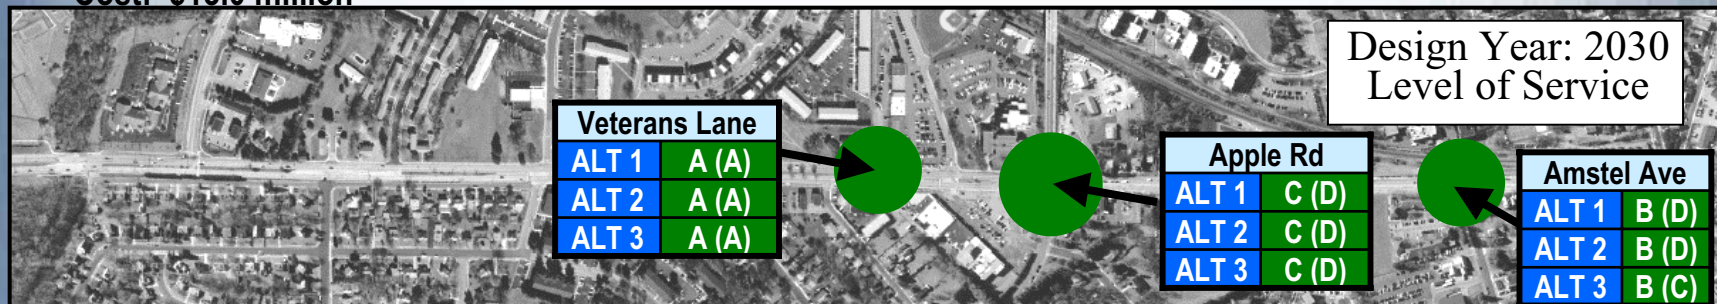 Design Year: 2030
Level of Service
Veterans Lane
ALT 1 A (A)
ALT 2 A (A)
ALT 3 A (A)
Apple Rd
ALT 1 C (D)
ALT 2 C (D)
ALT 3 C (D)
Amstel Ave
ALT 1 B (D)
ALT 2 B (D)
ALT 3 B (C)